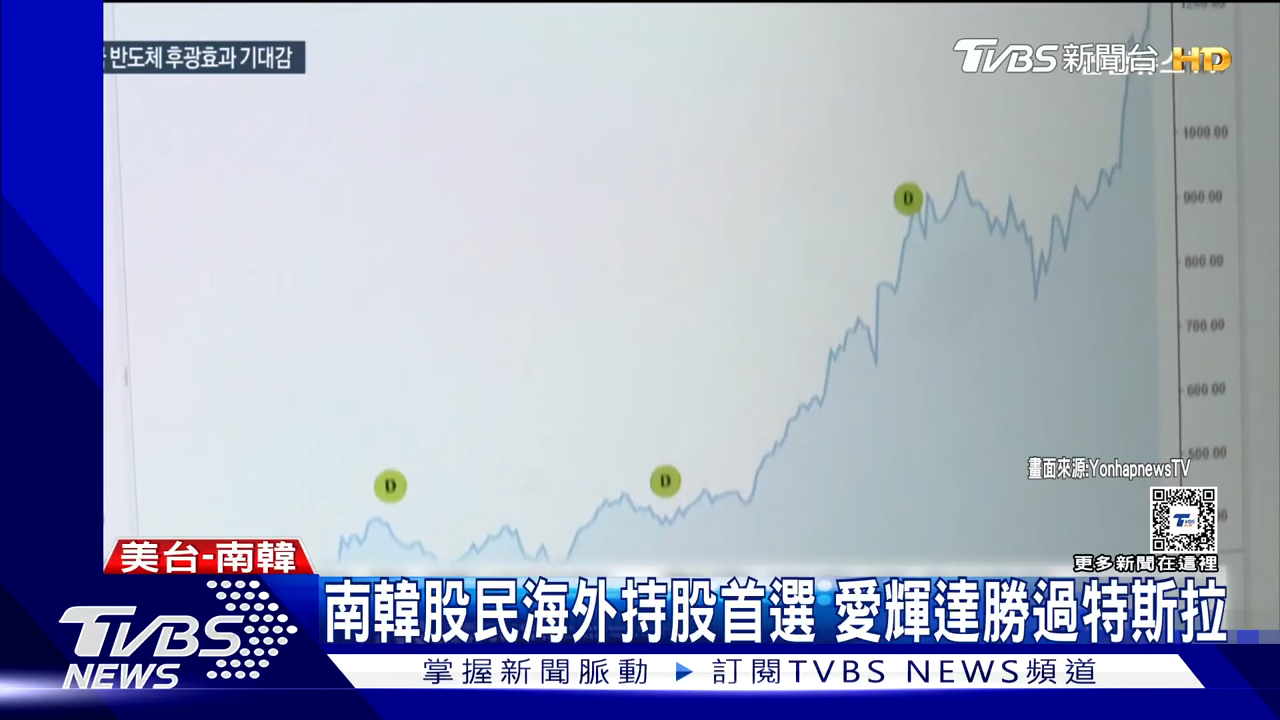 반도체 후광효과 기대감
TVBS 新聞台 HD
1000.00
900.00
800.00
700.00
600.00
500.00
D
D
D
畫面來源:YonhapnewsTV
TVBS
更多新聞在這裡
美台-南韓
南韓股民海外持股首選 愛輝達勝過特斯拉
TVBS
NEWS
掌握新聞脈動 ▶ 訂閱TVBS NEWS頻道